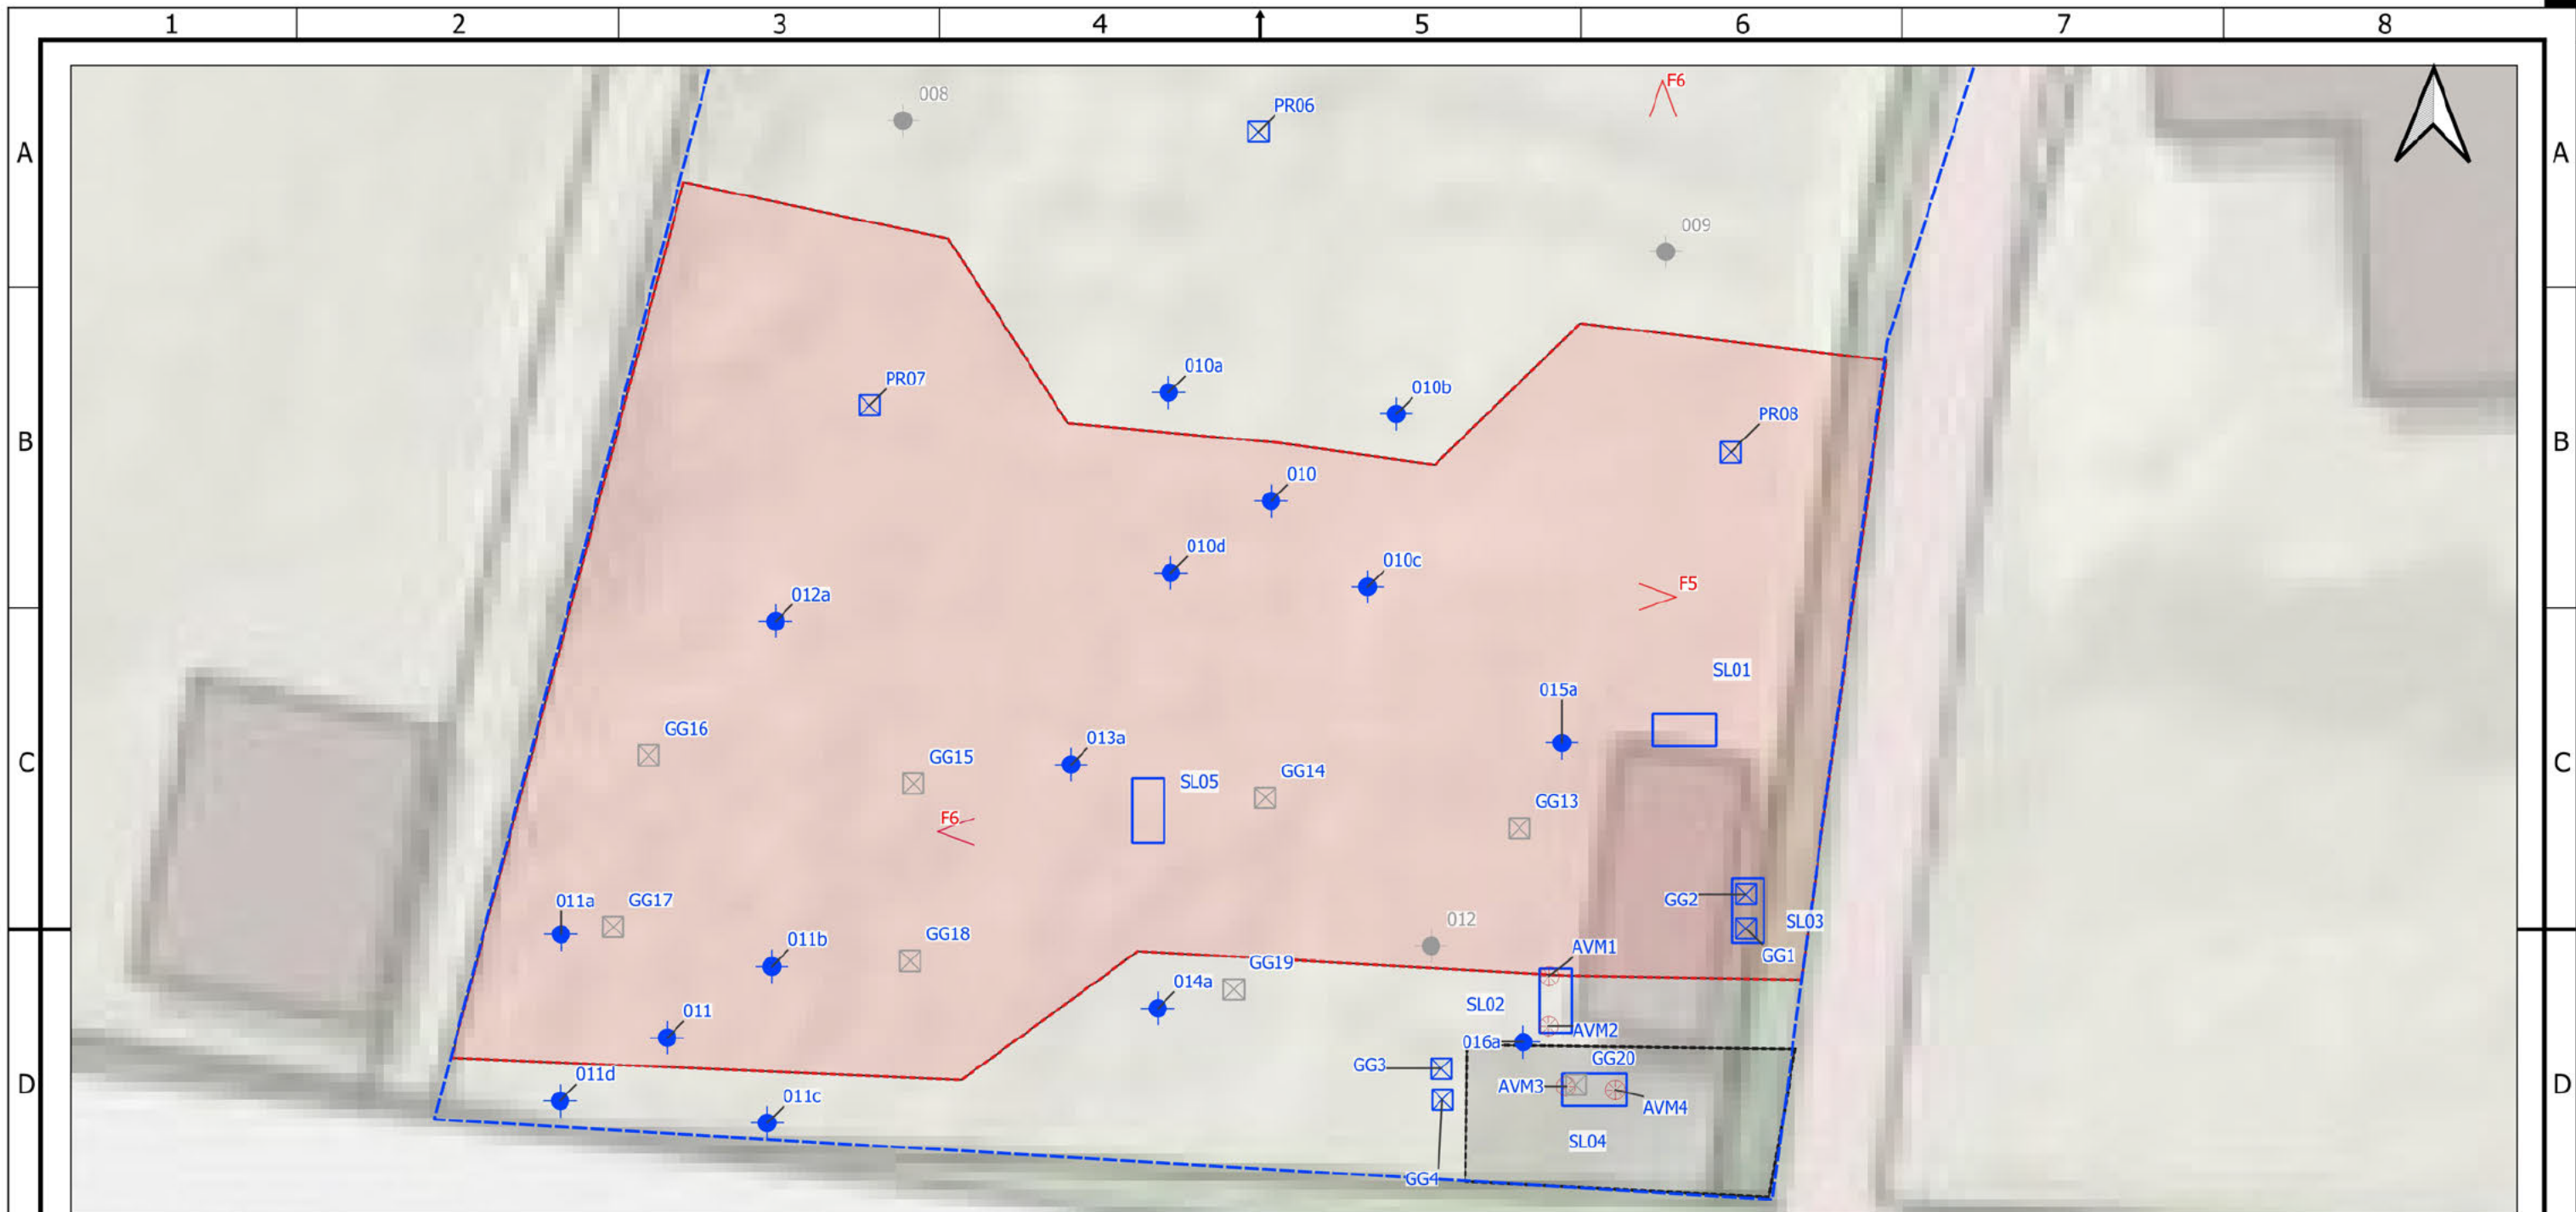 1 2 3 4 5 6 7 8
A A
F6
008
PR06
009
010a
PR07
010b
PR08
B B
010
010d
010c
F5
012a
SL01
015a
GG16
013a
GG15
C C
GG14
SL05
GG13
F6
GG2
011a GG17
012
SL03
GG18
011b
AVM1
GG1
GG19
014a
SL02
011
AVM2
016a
GG20
GG3
011d
D D
AVM3
011c
AVM4
SL04
GG4